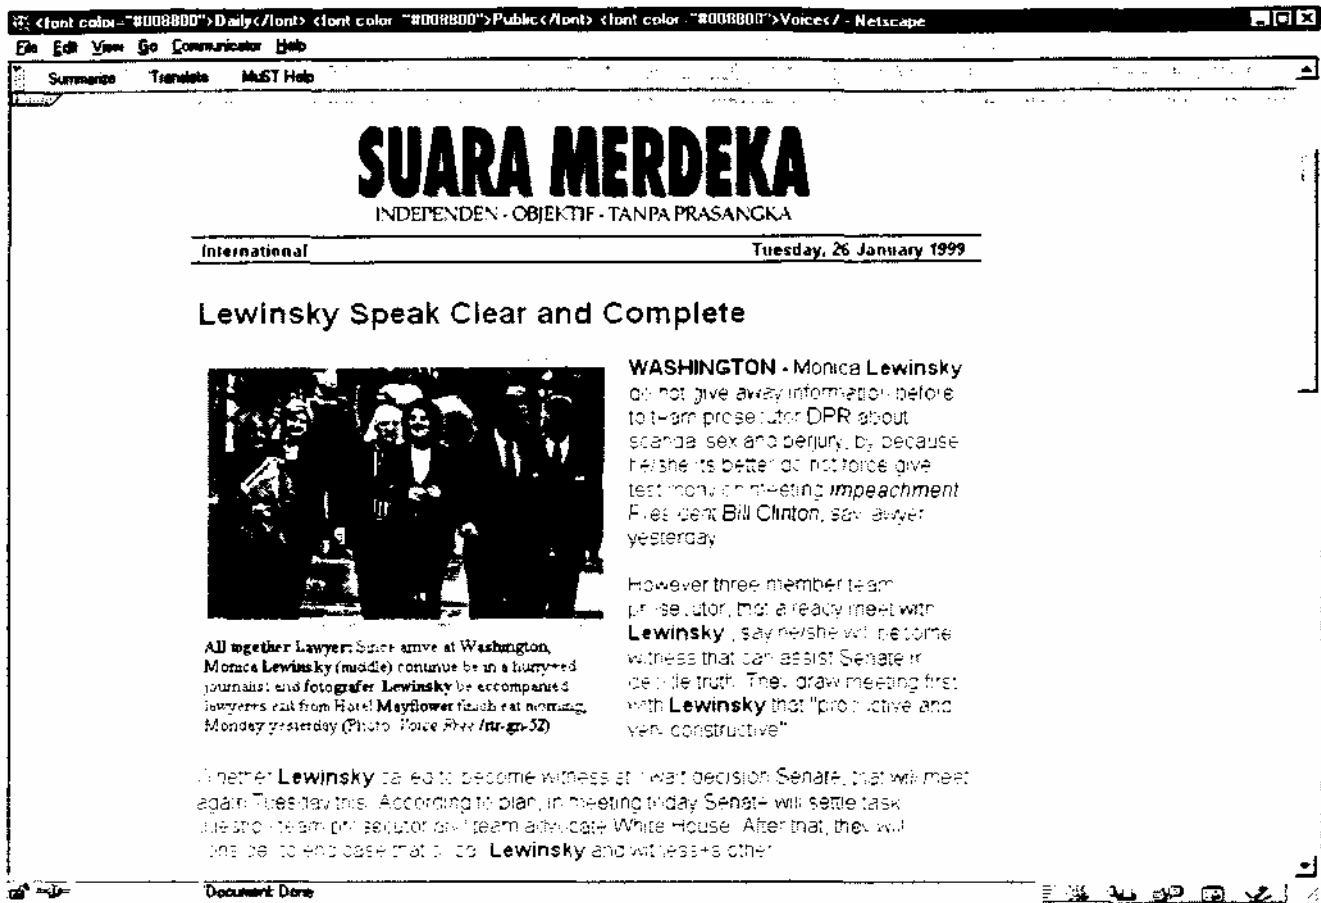 <font color="#008800">Daily</font> <font color="#008800">Public</font> <font color="#008800">Voice</ - Netscape
File Edit View Go Communicator Help
Summarize Translate MuST Help
SUARA MERDEKA
INDEPENDEN - OBJEKTIF - TANPA PRASANGKA
International Tuesday, 26 January 1999
Lewinsky Speak Clear and Complete
WASHINGTON - Monica Lewinsky
do not give away information before
to team prosecutor DPR about
scandal sex and perjury, by because
he/she its better do not force give
testimony on meeting impeachment
President Bill Clinton, say lawyer
yesterday
However three member team
prosecutor, that already meet with
Lewinsky , say he/she will become
witness that can assist Senate in
decide truth. They draw meeting first
with Lewinsky that "productive and
very constructive"
All together Lawyer: Since arrive at Washington,
Monica Lewinsky (middle) continue be in a hurry+ed
journalist and fotografer Lewinsky be accompanied
lawyer+s exit from Hotel Mayflower finish eat morning,
Monday yesterday (Photo: Voice Free /rtr-gn-52)
Whether Lewinsky called to become witness wait decision Senate, that will meet
again Tuesday this. According to plan, in meeting today Senate will settle task
question team prosecutor and team advocate White House. After that, they will
to end case that Lewinsky and witness+s other
Document: Done